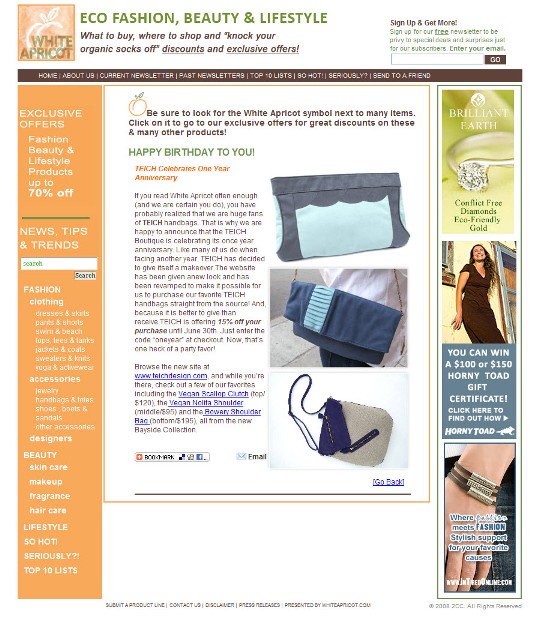 WHITE
APRICOT
ECO FASHION, BEAUTY & LIFESTYLE
What to buy, where to shop and "knock your
organic socks off" discounts and exclusive offers!
Sign Up & Get More!
Sign up for our free newsletter to be
privy to special deals and surprises just
for our subscribers. Enter your email.
GO
HOME | ABOUT US | CURRENT NEWSLETTER | PAST NEWSLETTERS | TOP 10 LISTS | SO HOT! | SERIOUSLY? | SEND TO A FRIEND
EXCLUSIVE
OFFERS
Fashion
Beauty &
Lifestyle
Products
up to
70% off
NEWS, TIPS
& TRENDS
search
Search
FASHION
clothing
dresses & skirts
pants & shorts
swim & beach
tops, tees & tanks
jackets & coats
sweaters & knits
yoga & activewear
accessories
jewelry
handbags & totes
shoes , boots &
sandals
other accessories
designers
BEAUTY
skin care
makeup
fragrance
hair care
LIFESTYLE
SO HOT!
SERIOUSLY?!
TOP 10 LISTS
Be sure to look for the White Apricot symbol next to many items.
Click on it to go to our exclusive offers for great discounts on these
& many other products!
HAPPY BIRTHDAY TO YOU!
TEICH Celebrates One Year
Anniversary
If you read White Apricot often enough
(and we are certain you do), you have
probably realized that we are huge fans
of TEICH handbags. That is why we are
happy to announce that the TEICH
Boutique is celebrating its once year
anniversary. Like many of us do when
facing another year, TEICH has decided
to give itself a makeover.The website
has been given anew look and has
been revamped to make it possible for
us to purchase our favorite TEICH
handbags straight from the source! And,
because it is better to give than
receive,TEICH is offering 15% off your
purchase until June 30th. Just enter the
code "oneyear" at checkout. Now, that's
one heck of a party favor!
Browse the new site at
www.teichdesign.com, and while you're
there, check out a few of our favorites
including the Vegan Scallop Clutch (top/
$120), the Vegan Nolita Shoulder
(middle/$95) and the Bowery Shoulder
Bag (bottom/$195), all from the new
Bayside Collection.
BOOKMARK
Email
[Go Back]
BRILLIANT
EARTH
Conflict Free
Diamonds
Eco-Friendly
Gold
YOU CAN WIN
A $100 or $150
HORNY TOAD
GIFT
CERTIFICATE!
CLICK HERE TO
FIND OUT HOW
HORNY TOAD
Where passion
meets FASHION
Stylish support
for your favorite
causes
www.InTreeOnline.com
SUBMIT A PRODUCT LINE | CONTACT US | DISCLAIMER | PRESS RELEASES | PRESENTED BY WHITEAPRICOT.COM
© 2008 2CC. All Rights Reserved